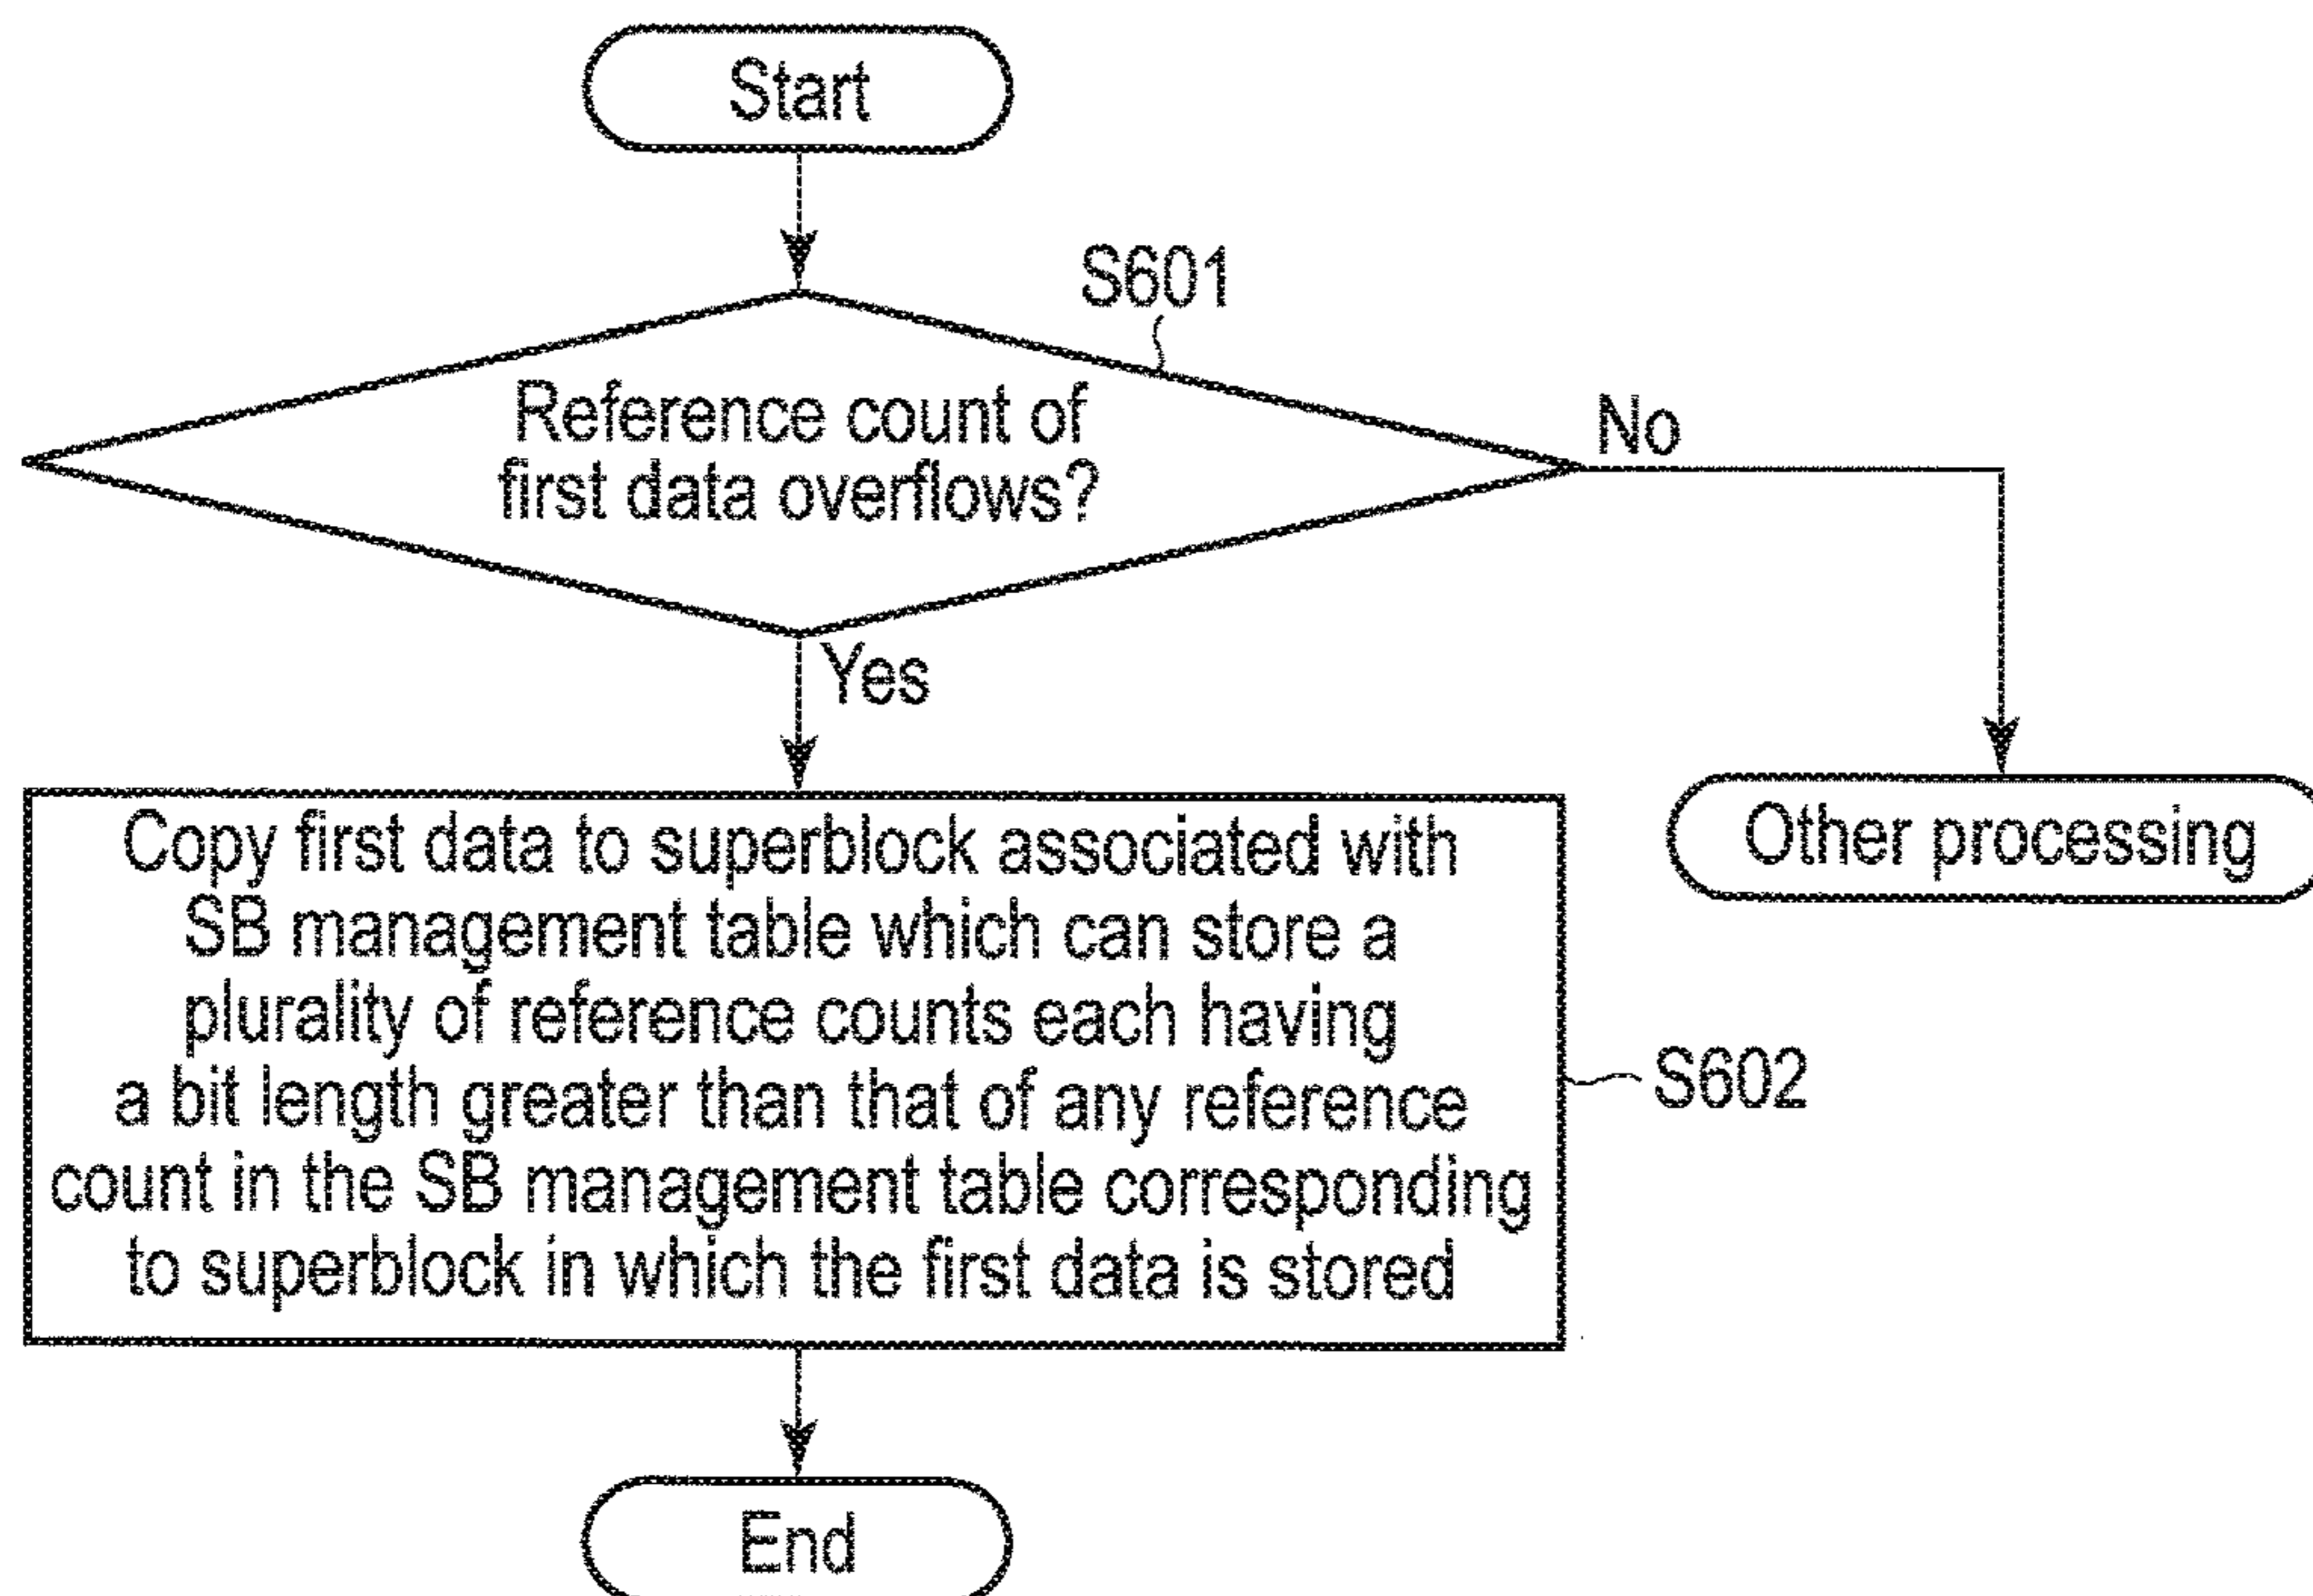 Start
S601
Reference count of
first data overflows?
No
Yes
Other processing
Copy first data to superblock associated with
SB management table which can store a
plurality of reference counts each having
a bit length greater than that of any reference
count in the SB management table corresponding
to superblock in which the first data is stored
S602
End